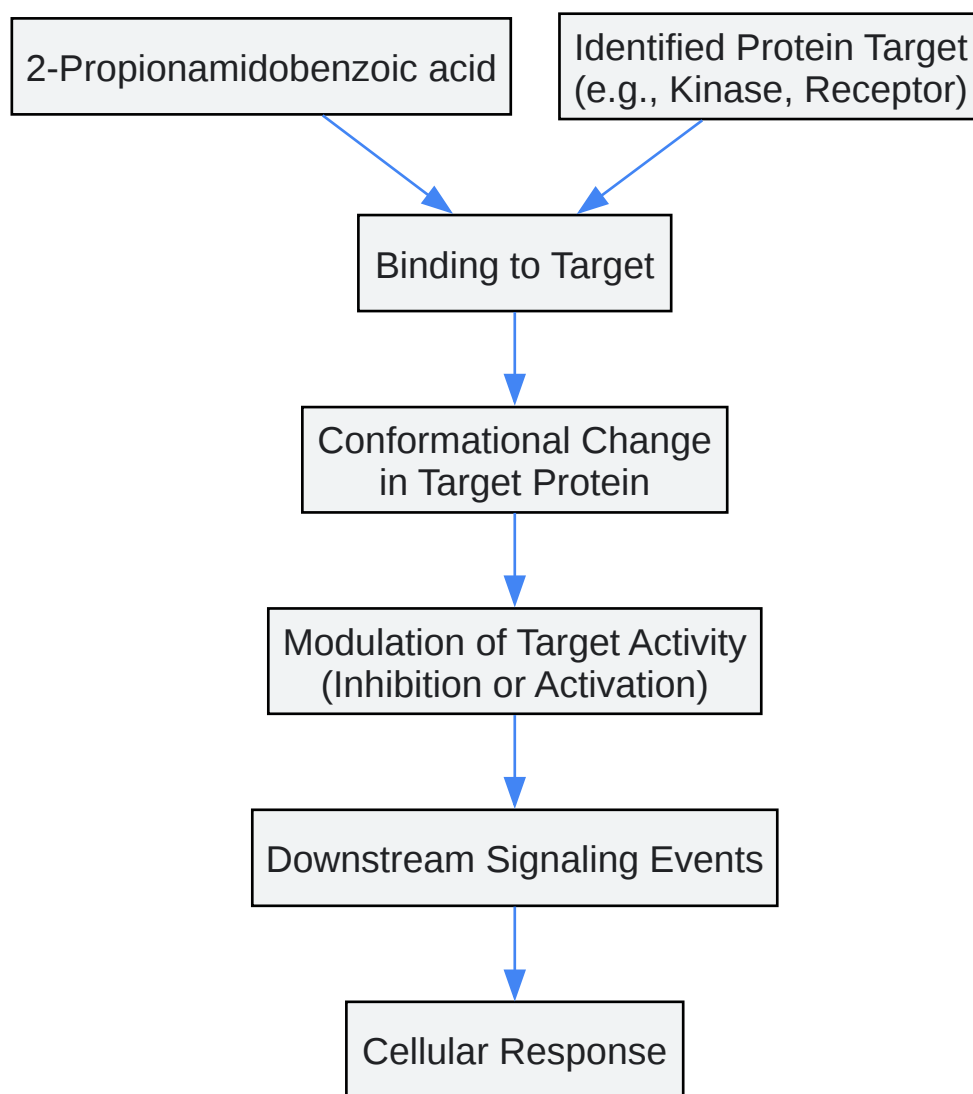 2-Propionamidobenzoic acid
Identified Protein Target
(e.g., Kinase, Receptor)
Binding to Target
Conformational Change
in Target Protein
Modulation of Target Activity
(Inhibition or Activation)
Downstream Signaling Events
Cellular Response